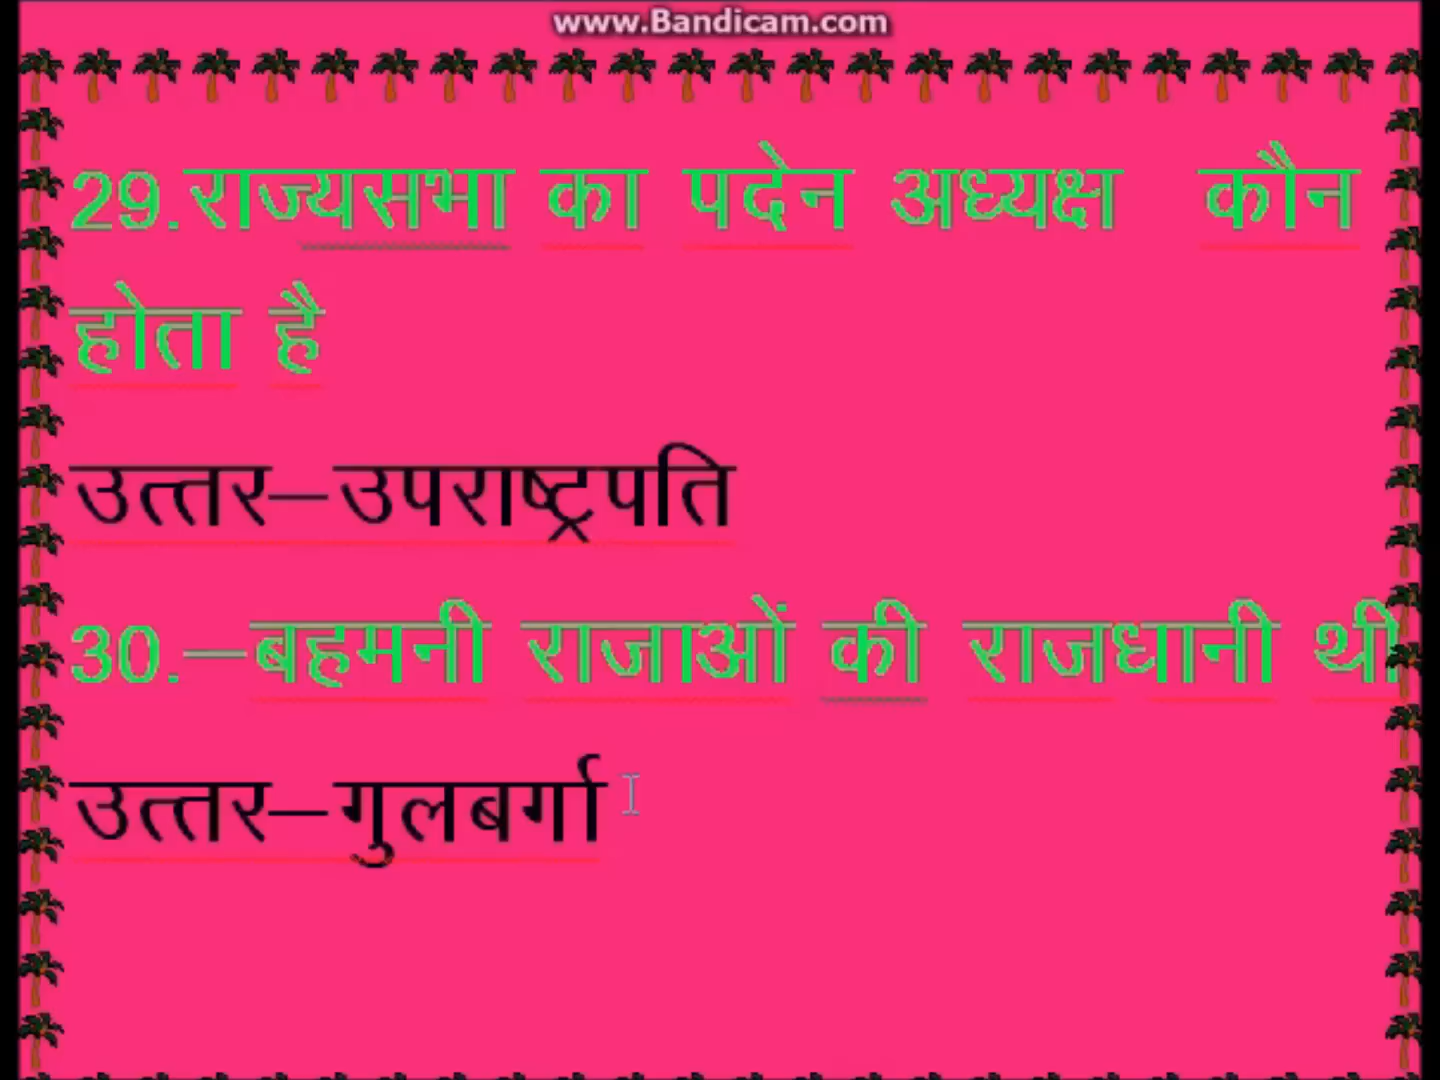 www.Bandicam.com
29.राज्यसभा का पदेन अध्यक्ष कौन
होता है
उत्तर–उपराष्ट्रपति
30.–बहमनी राजाओं की राजधानी थी
उत्तर–गुलबर्गा